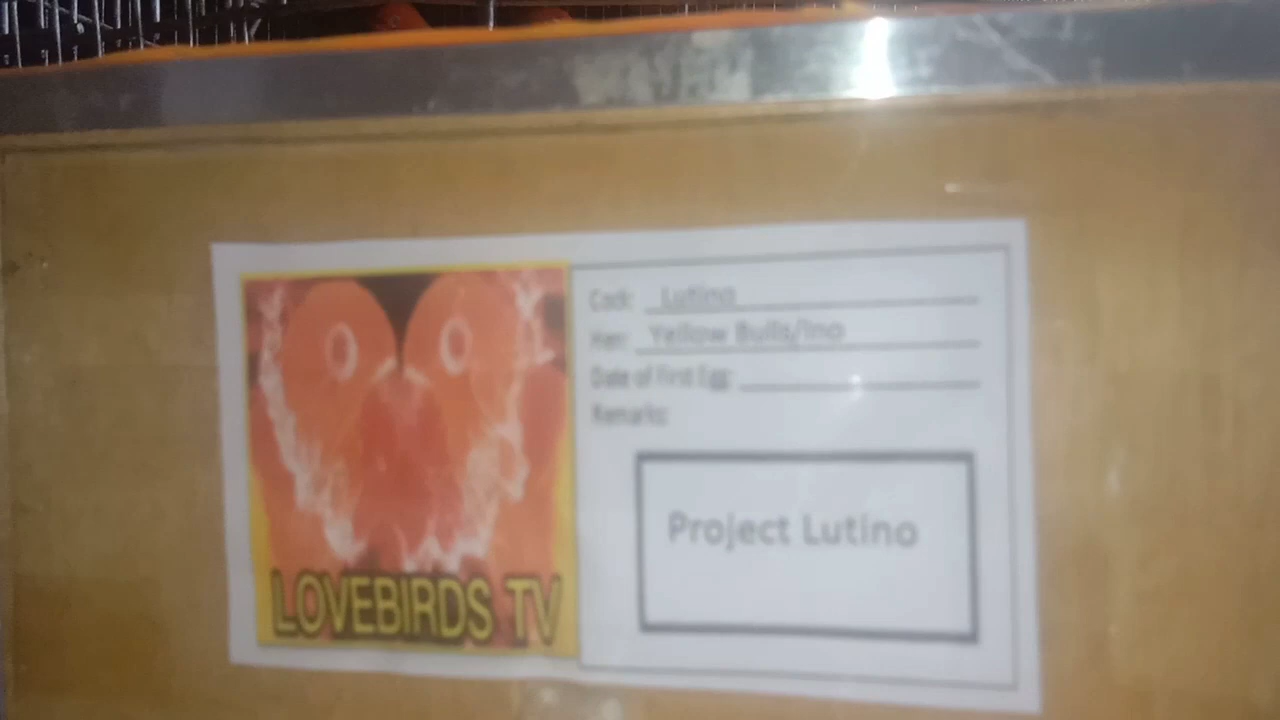 LOVEBIRDS TV
Cock: Lutino
Hen: Yellow Bulls/Ino
Date of First Egg:
Remarks:
Project Lutino